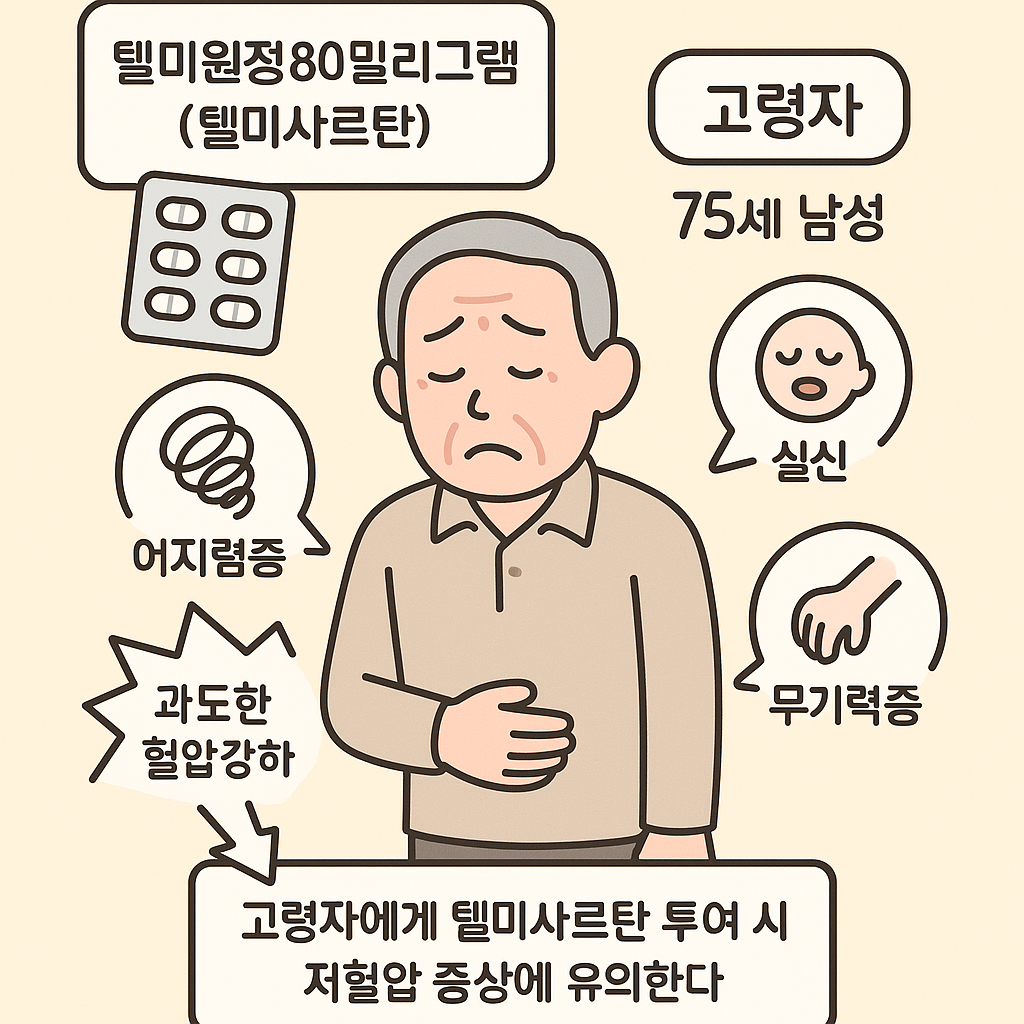 텔미원정80밀리그램
(텔미사르탄)
고령자
75세 남성
실신
어지럼증
무기력증
과도한
혈압강하
고령자에게 텔미사르탄 투여 시
저혈압 증상에 유의한다